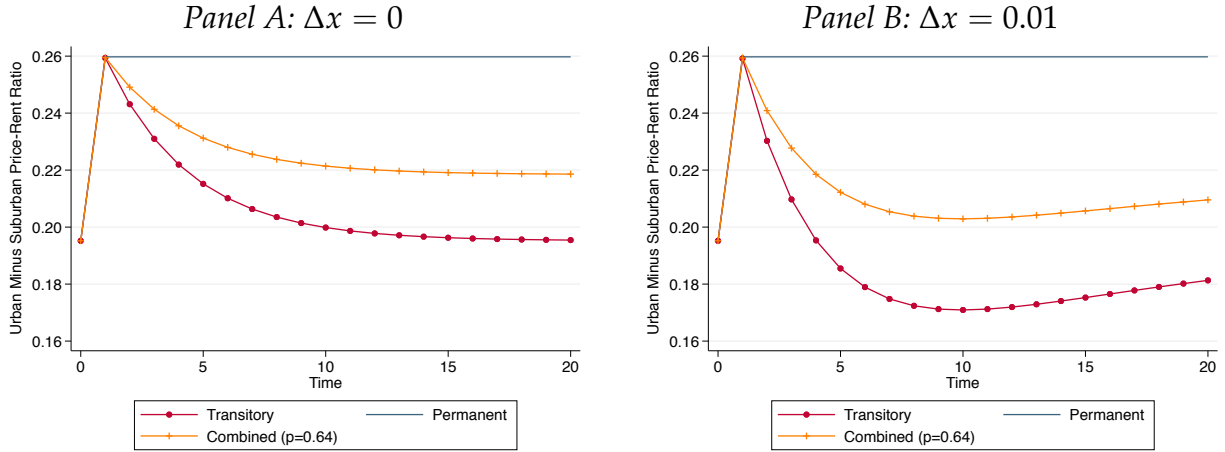 Panel A: Δx = 0
Urban Minus Suburban Price-Rent Ratio
0.26
0.24
0.22
0.20
0.18
0.16
0
5
10
15
20
Time
Transitory
Permanent
Combined (p=0.64)
Panel B: Δx = 0.01
Urban Minus Suburban Price-Rent Ratio
0.26
0.24
0.22
0.20
0.18
0.16
0
5
10
15
20
Time
Transitory
Permanent
Combined (p=0.64)